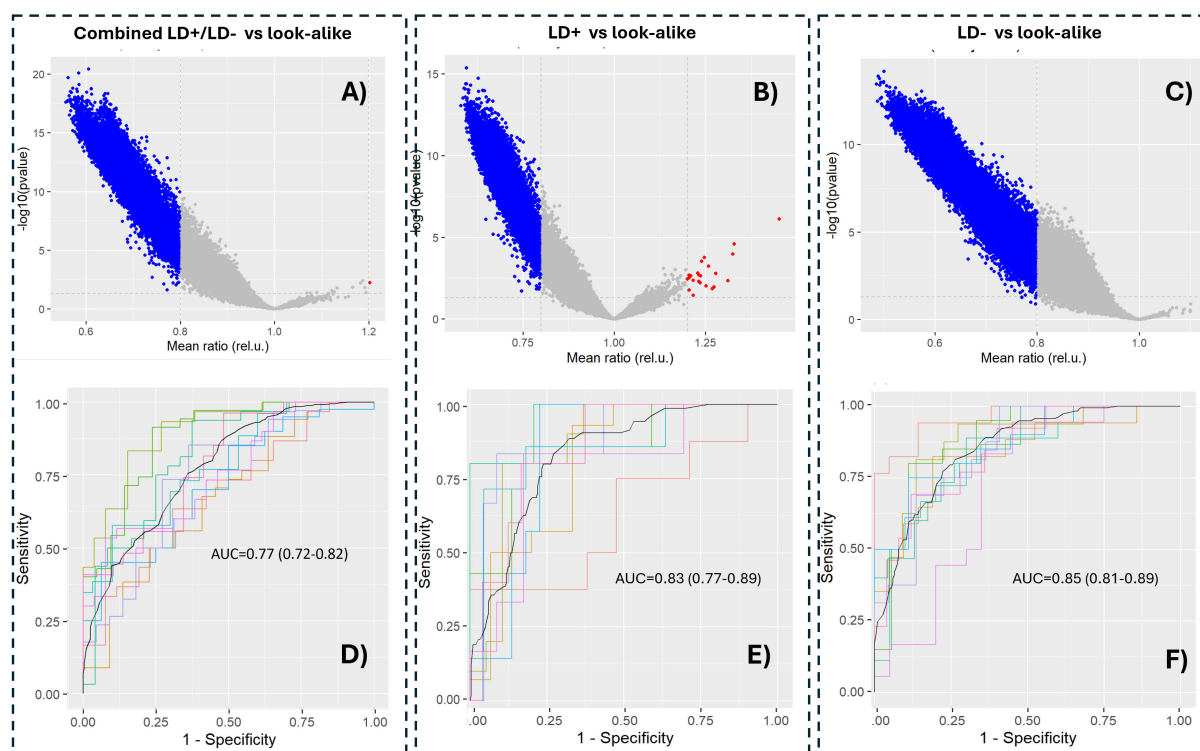 Combined LD+/LD- vs look-alike
LD+ vs look-alike
LD- vs look-alike
A)
20
15
10
5
0
-log10(pvalue)
0.6
0.8
1.0
1.2
Mean ratio (rel.u.)
B)
15
10
5
0
-log10(pvalue)
0.75
1.00
1.25
Mean ratio (rel.u.)
C)
10
5
0
-log10(pvalue)
0.6
0.8
1.0
Mean ratio (rel.u.)
1.00
0.75
0.50
0.25
0.00
Sensitivity
AUC=0.77 (0.72-0.82)
D)
0.00
0.25
0.50
0.75
1.00
1 - Specificity
1.00
0.75
0.50
0.25
0.00
Sensitivity
AUC=0.83 (0.77-0.89)
E)
.00
0.25
0.50
0.75
1.00
1 - Specificity
1.00
0.75
0.50
0.25
0.00
Sensitivity
AUC=0.85 (0.81-0.89)
F)
0.00
0.25
0.50
0.75
1.00
1 - Specificity